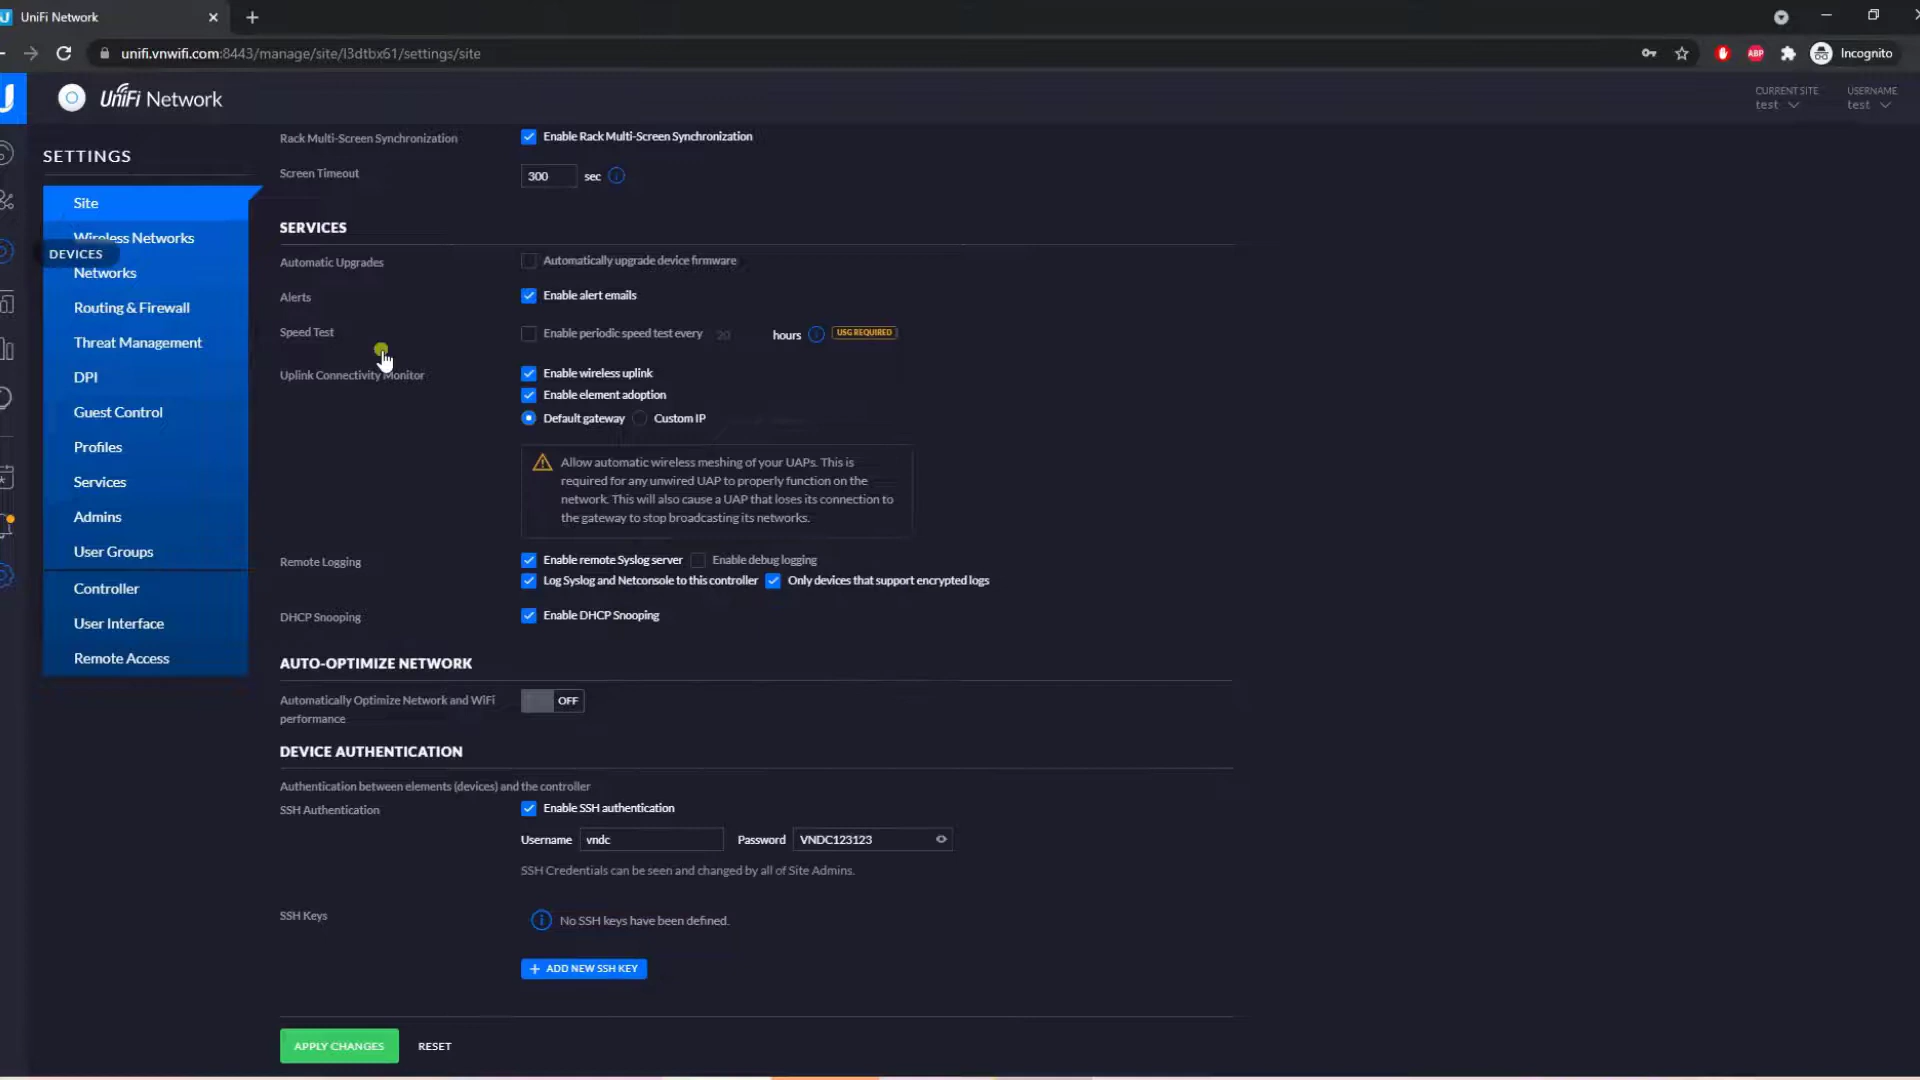 UniFi Network
unifi.vnwifi.com:8443/manage/site/l3dtbx61/settings/site
ABP
Incognito
UniFi Network
CURRENT SITE
test
USERNAME
test
SETTINGS
Site
Wireless Networks
DEVICES
Networks
Routing & Firewall
Threat Management
DPI
Guest Control
Profiles
Services
Admins
User Groups
Controller
User Interface
Remote Access
Rack Multi-Screen Synchronization
Enable Rack Multi-Screen Synchronization
Screen Timeout
300 sec
SERVICES
Automatic Upgrades
Automatically upgrade device firmware
Alerts
Enable alert emails
Speed Test
Enable periodic speed test every 20 hours USG REQUIRED
Uplink Connectivity Monitor
Enable wireless uplink
Enable element adoption
Default gateway Custom IP
Allow automatic wireless meshing of your UAPs. This is
required for any unwired UAP to properly function on the
network. This will also cause a UAP that loses its connection to
the gateway to stop broadcasting its networks.
Remote Logging
Enable remote Syslog server Enable debug logging
Log Syslog and Netconsole to this controller Only devices that support encrypted logs
DHCP Snooping
Enable DHCP Snooping
AUTO-OPTIMIZE NETWORK
Automatically Optimize Network and WiFi
performance
OFF
DEVICE AUTHENTICATION
Authentication between elements (devices) and the controller
SSH Authentication
Enable SSH authentication
Username vndc Password VNDC123123
SSH Credentials can be seen and changed by all of Site Admins.
SSH Keys
No SSH keys have been defined.
+ ADD NEW SSH KEY
APPLY CHANGES RESET